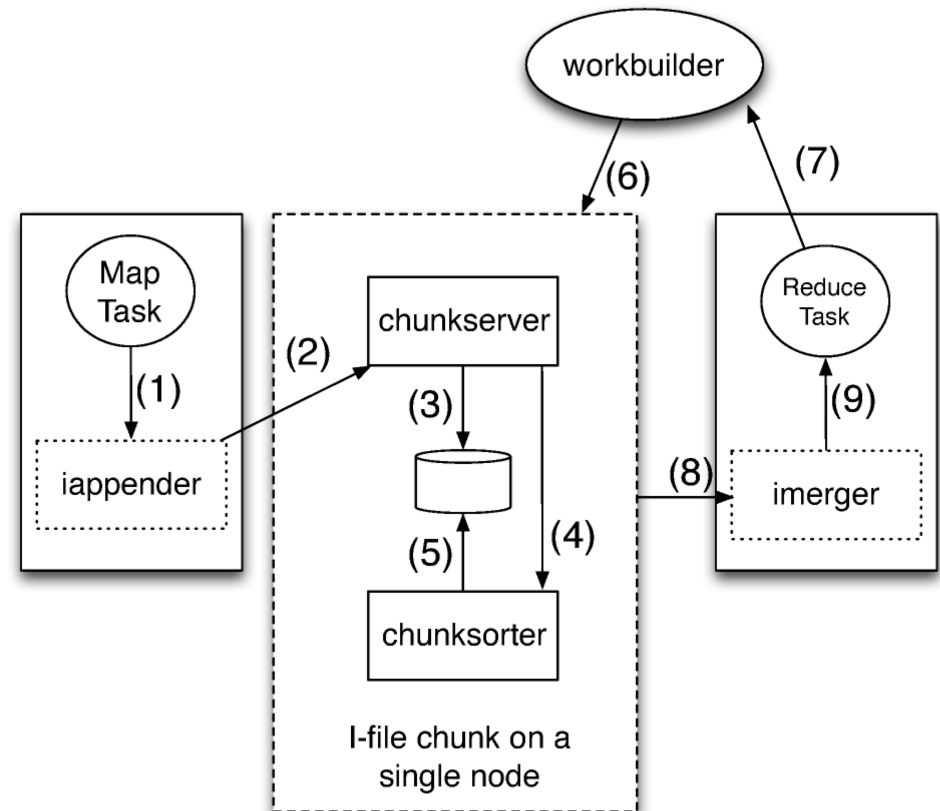 workbuilder
(6)
(7)
Map
Task
(1)
iappender
(2)
chunkserver
(3)
(4)
(5)
chunksorter
I-file chunk on a
single node
(8)
Reduce
Task
(9)
imerger